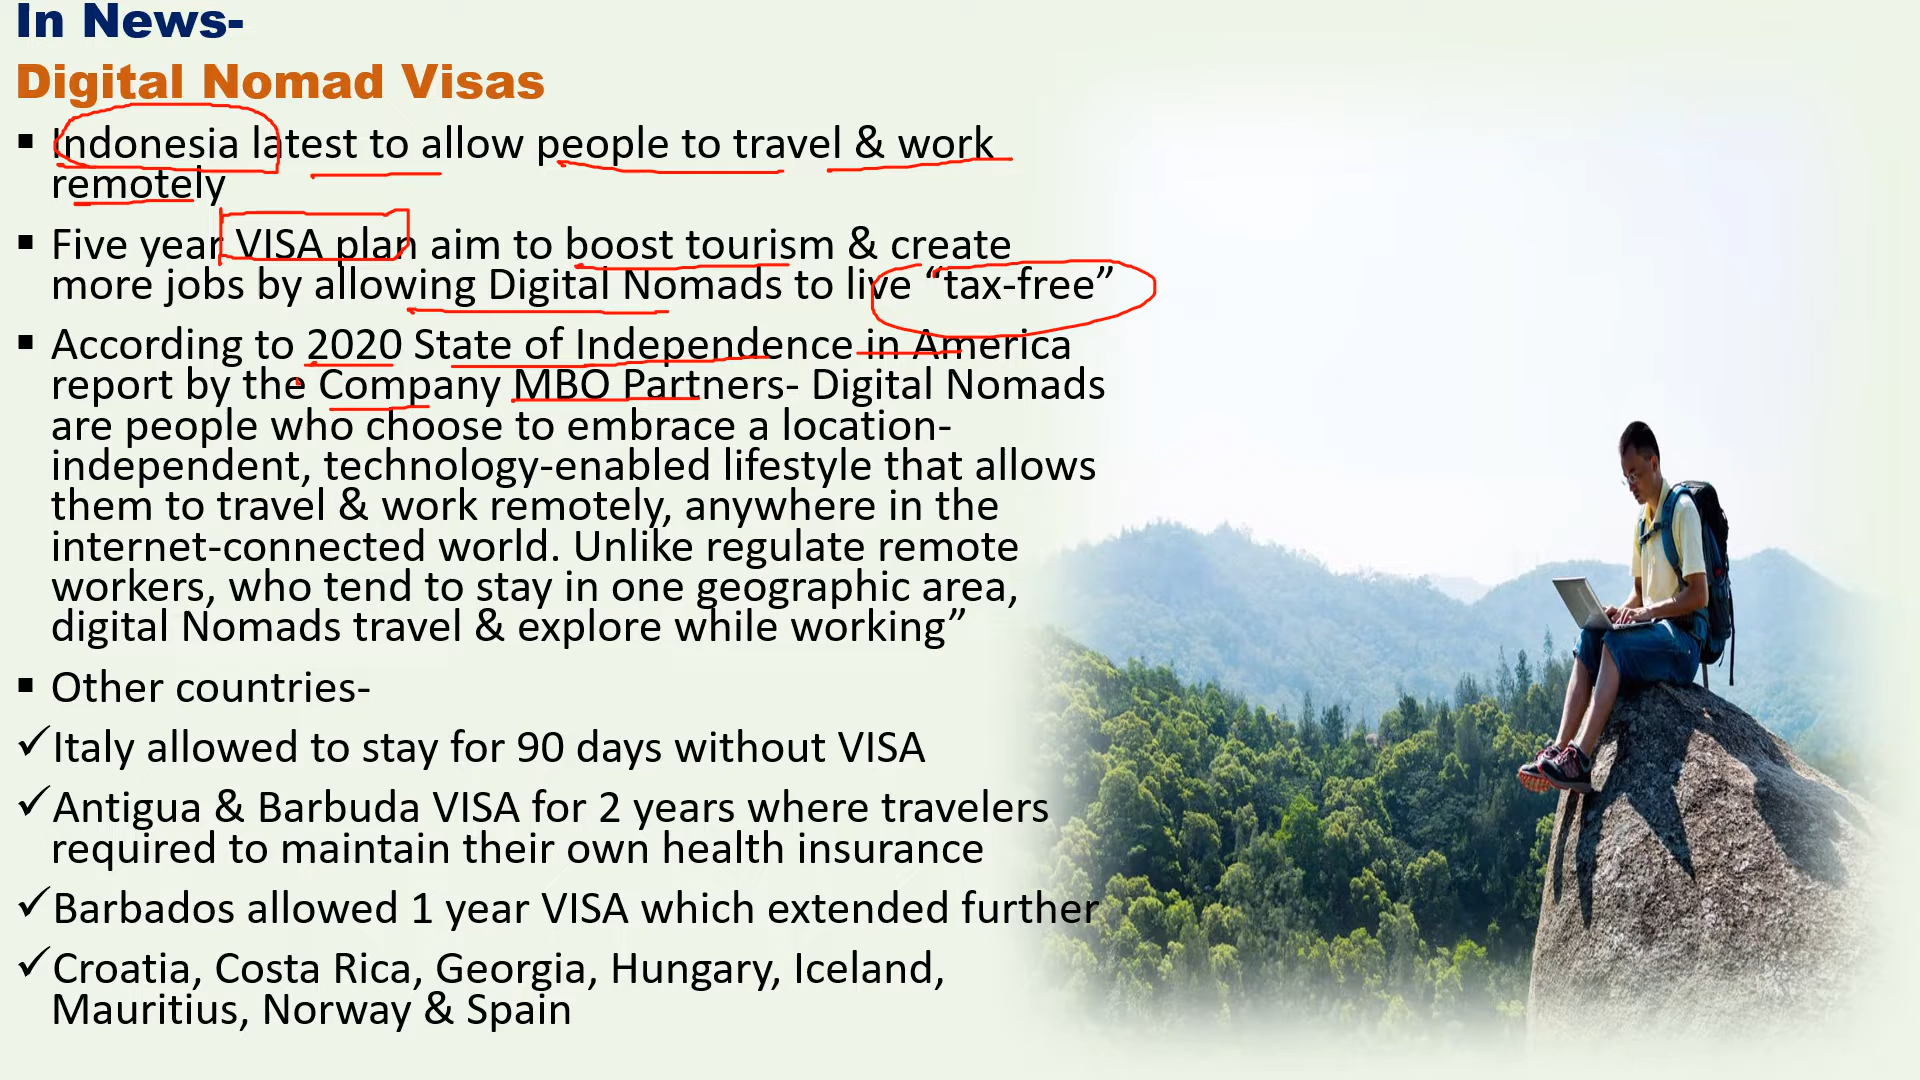 In News-
Digital Nomad Visas
▪ Indonesia latest to allow people to travel & work
remotely
▪ Five year VISA plan aim to boost tourism & create
more jobs by allowing Digital Nomads to live “tax-free”
▪ According to 2020 State of Independence in America
report by the Company MBO Partners- Digital Nomads
are people who choose to embrace a location-
independent, technology-enabled lifestyle that allows
them to travel & work remotely, anywhere in the
internet-connected world. Unlike regulate remote
workers, who tend to stay in one geographic area,
digital Nomads travel & explore while working”
▪ Other countries-
✓Italy allowed to stay for 90 days without VISA
✓Antigua & Barbuda VISA for 2 years where travelers
required to maintain their own health insurance
✓Barbados allowed 1 year VISA which extended further
✓Croatia, Costa Rica, Georgia, Hungary, Iceland,
Mauritius, Norway & Spain